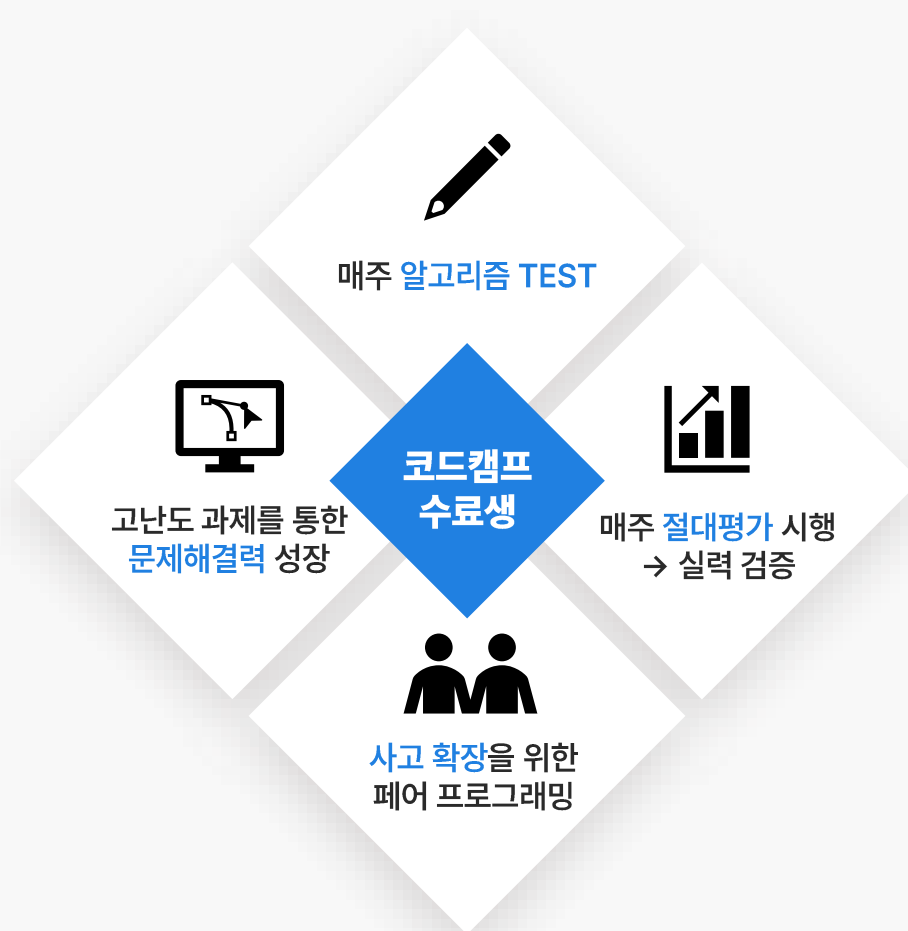 매주 알고리즘 TEST
고난도 과제를 통한
문제해결력 성장
코드캠프
수료생
매주 절대평가 시행
→ 실력 검증
사고 확장을 위한
페어 프로그래밍